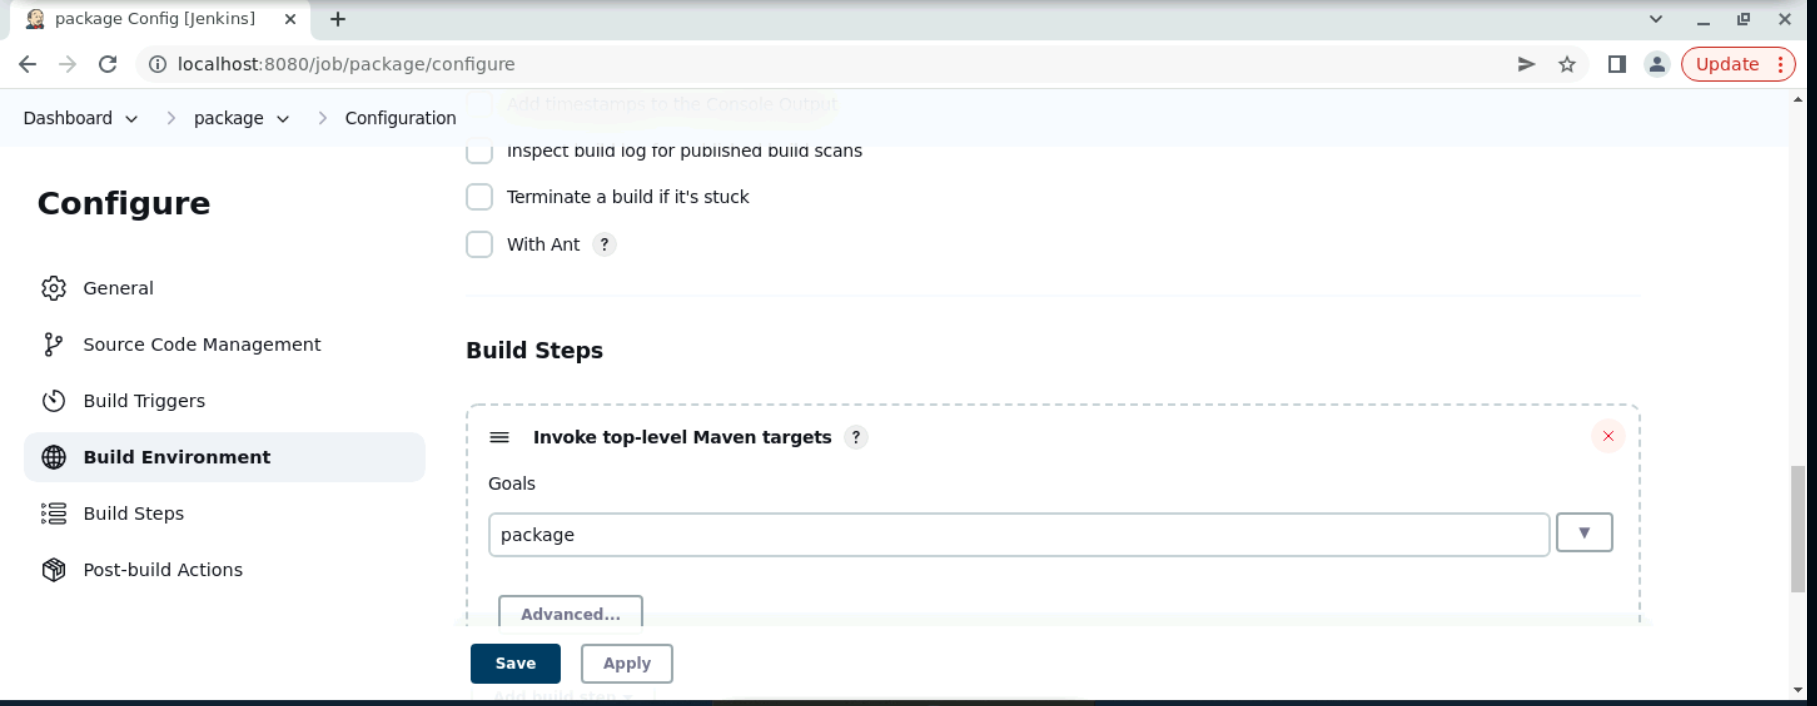 package Config [Jenkins]
localhost:8080/job/package/configure
Update
Dashboard
package
Configuration
Add timestamps to the Console Output
Inspect build log for published build scans
Configure
Terminate a build if it's stuck
With Ant ?
General
Source Code Management
Build Steps
Build Triggers
Invoke top-level Maven targets ?
Build Environment
Goals
Build Steps
package
Post-build Actions
Advanced...
Save
Apply
Add build step